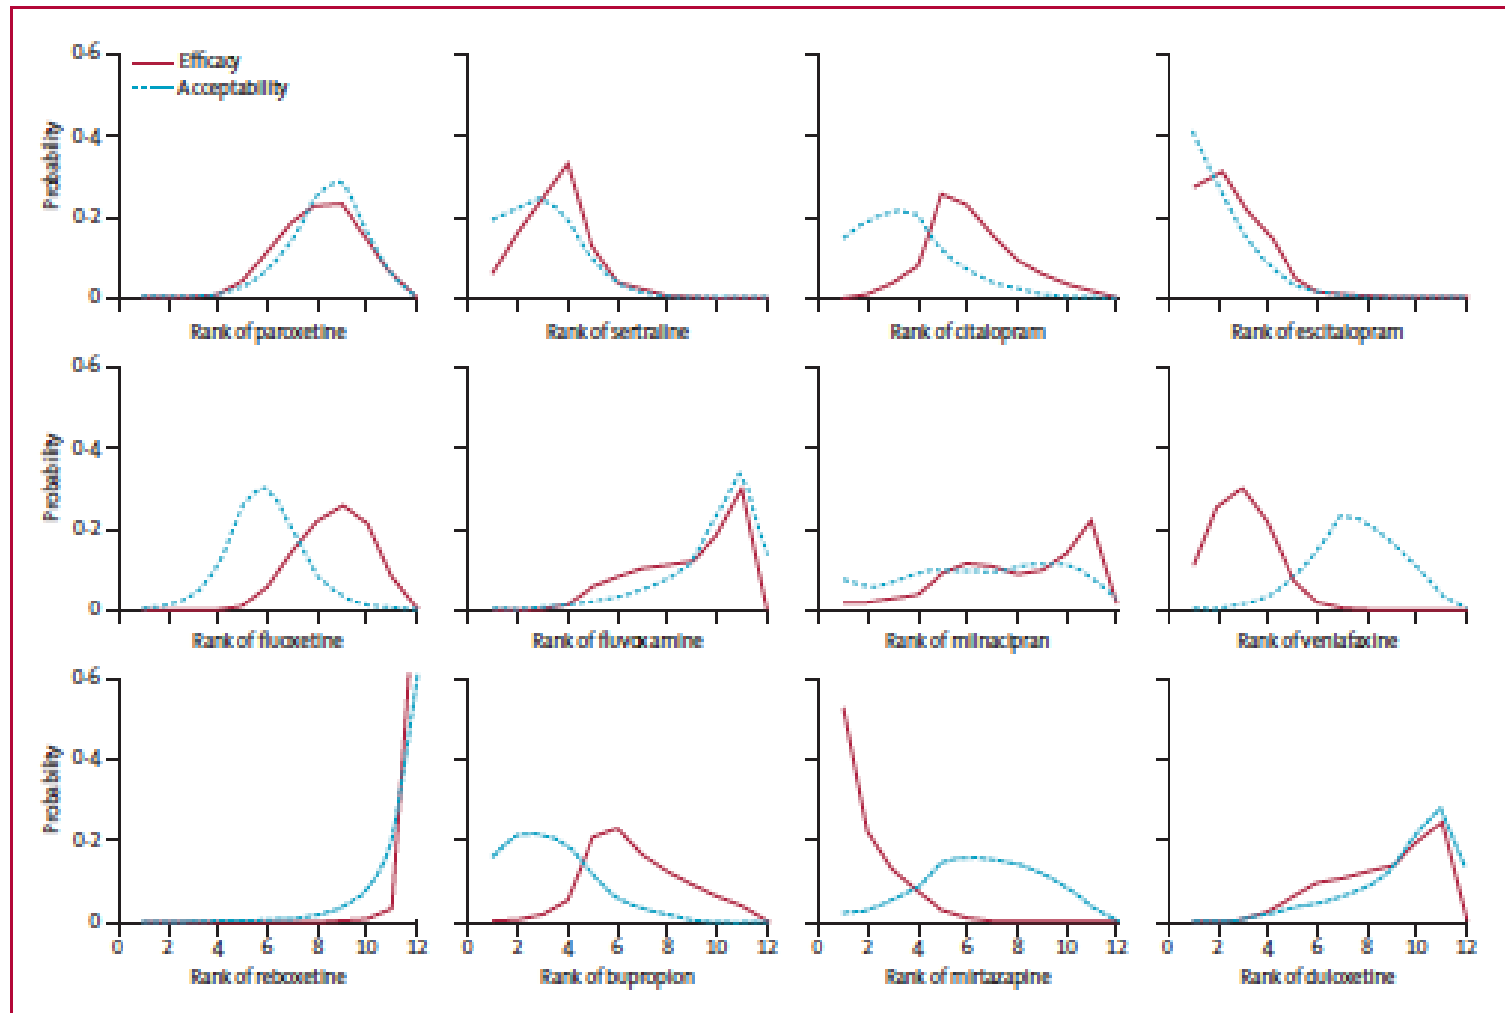 0·6
Efficacy
Acceptability
0·4
Probability
0·2
0
Rank of paroxetine
Rank of sertraline
Rank of citalopram
Rank of escitalopram
0·6
0·4
Probability
0·2
0
Rank of fluoxetine
Rank of fluvoxamine
Rank of milnacipran
Rank of venlafaxine
0·6
0·4
Probability
0·2
0
0 2 4 6 8 10 12
0 2 4 6 8 10 12
0 2 4 6 8 10 12
0 2 4 6 8 10 12
Rank of reboxetine
Rank of bupropion
Rank of mirtazapine
Rank of duloxetine